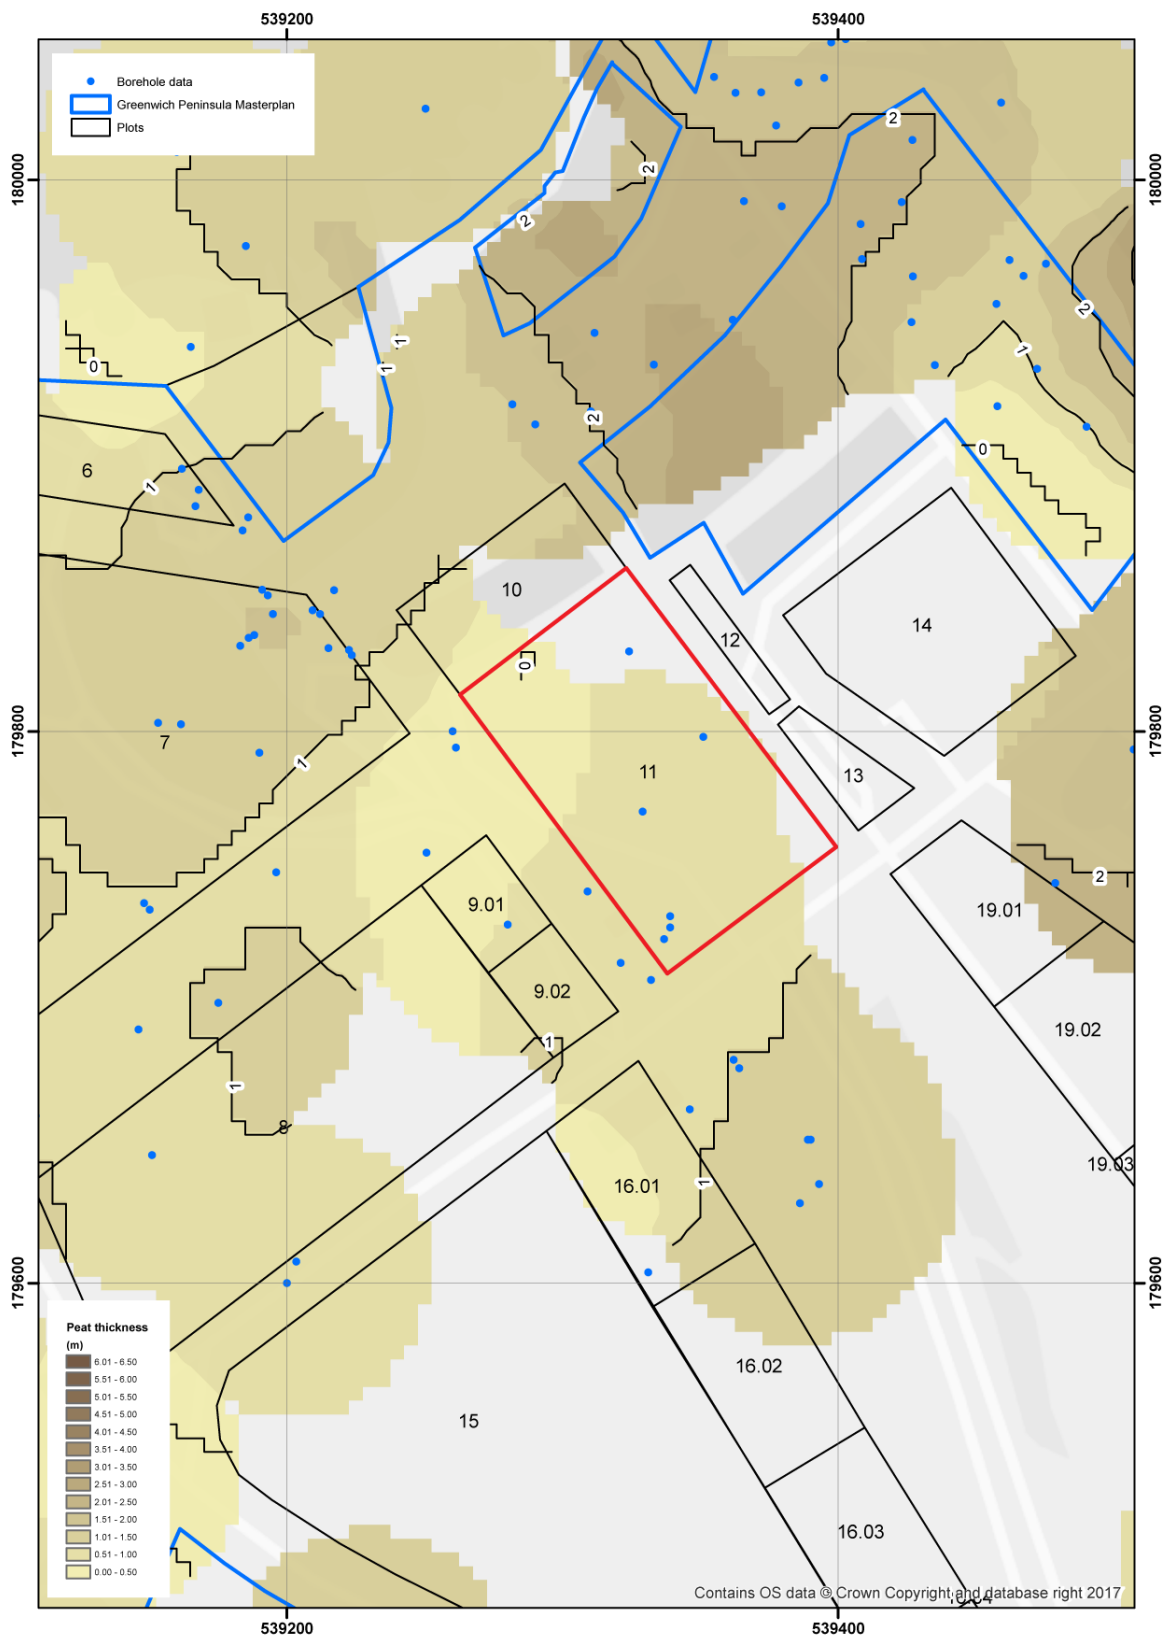 539200
539400
Borehole data
Greenwich Peninsula Masterplan
Plots
180000
180000
2
2
2
2
1
1
0
1
2
0
6
1
10
12
14
0
179800
179800
7
1
11
13
2
9.01
19.01
9.02
19.02
1
1
8
19.03
16.01
1
179600
179600
Peat thickness
(m)
6.01 - 6.50
5.51 - 6.00
5.01 - 5.50
4.51 - 5.00
4.01 - 4.50
3.51 - 4.00
3.01 - 3.50
2.51 - 3.00
2.01 - 2.50
1.51 - 2.00
1.01 - 1.50
0.51 - 1.00
0.00 - 0.50
16.02
15
16.03
Contains OS data © Crown Copyright and database right 2017
539200
539400